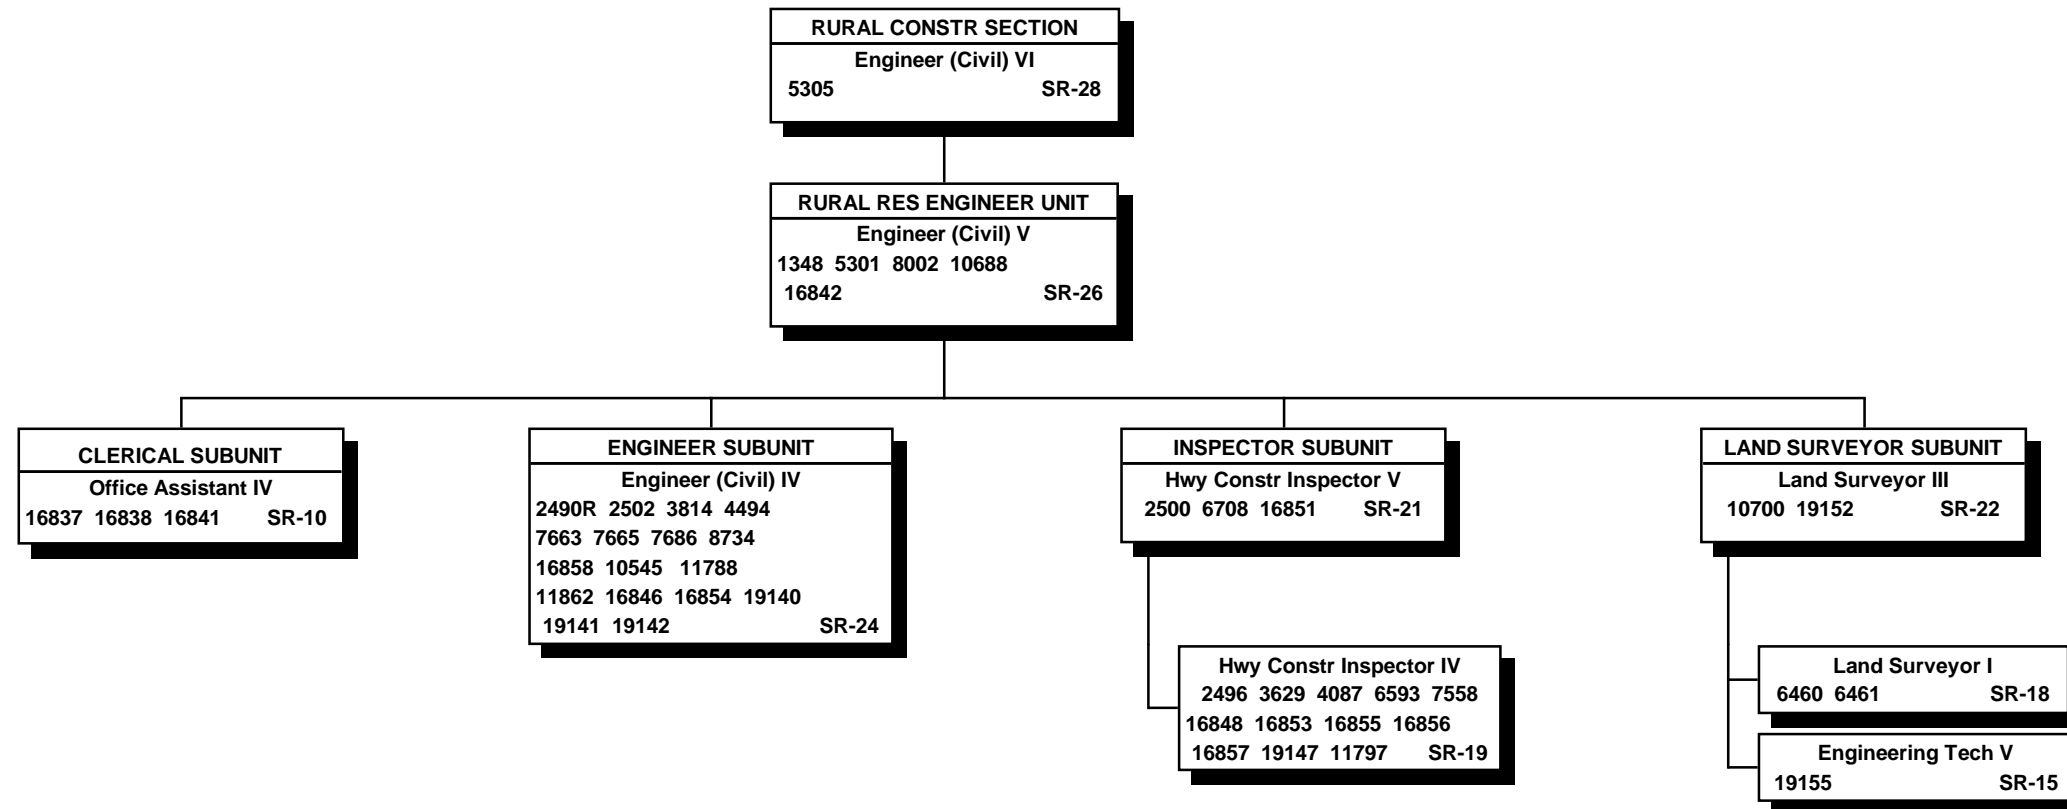 RURAL CONSTR SECTION
Engineer (Civil) VI
5305 SR-28
RURAL RES ENGINEER UNIT
Engineer (Civil) V
1348 5301 8002 10688
16842 SR-26
CLERICAL SUBUNIT
Office Assistant IV
16837 16838 16841 SR-10
ENGINEER SUBUNIT
Engineer (Civil) IV
2490R 2502 3814 4494
7663 7665 7686 8734
16858 10545 11788
11862 16846 16854 19140
19141 19142 SR-24
INSPECTOR SUBUNIT
Hwy Constr Inspector V
2500 6708 16851 SR-21
Hwy Constr Inspector IV
2496 3629 4087 6593 7558
16848 16853 16855 16856
16857 19147 11797 SR-19
LAND SURVEYOR SUBUNIT
Land Surveyor III
10700 19152 SR-22
Land Surveyor I
6460 6461 SR-18
Engineering Tech V
19155 SR-15